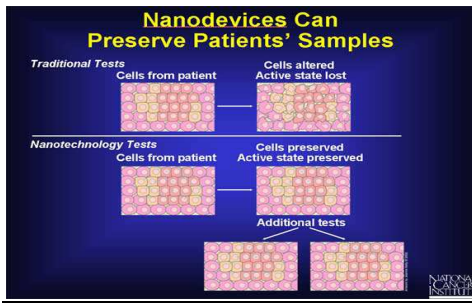 Nanodevices Can
Preserve Patients' Samples
Traditional Tests
Cells from patient
Cells altered
Active state lost
Nanotechnology Tests
Cells from patient
Cells preserved
Active state preserved
Additional tests
NATIONAL
CANCER
INSTITUTE